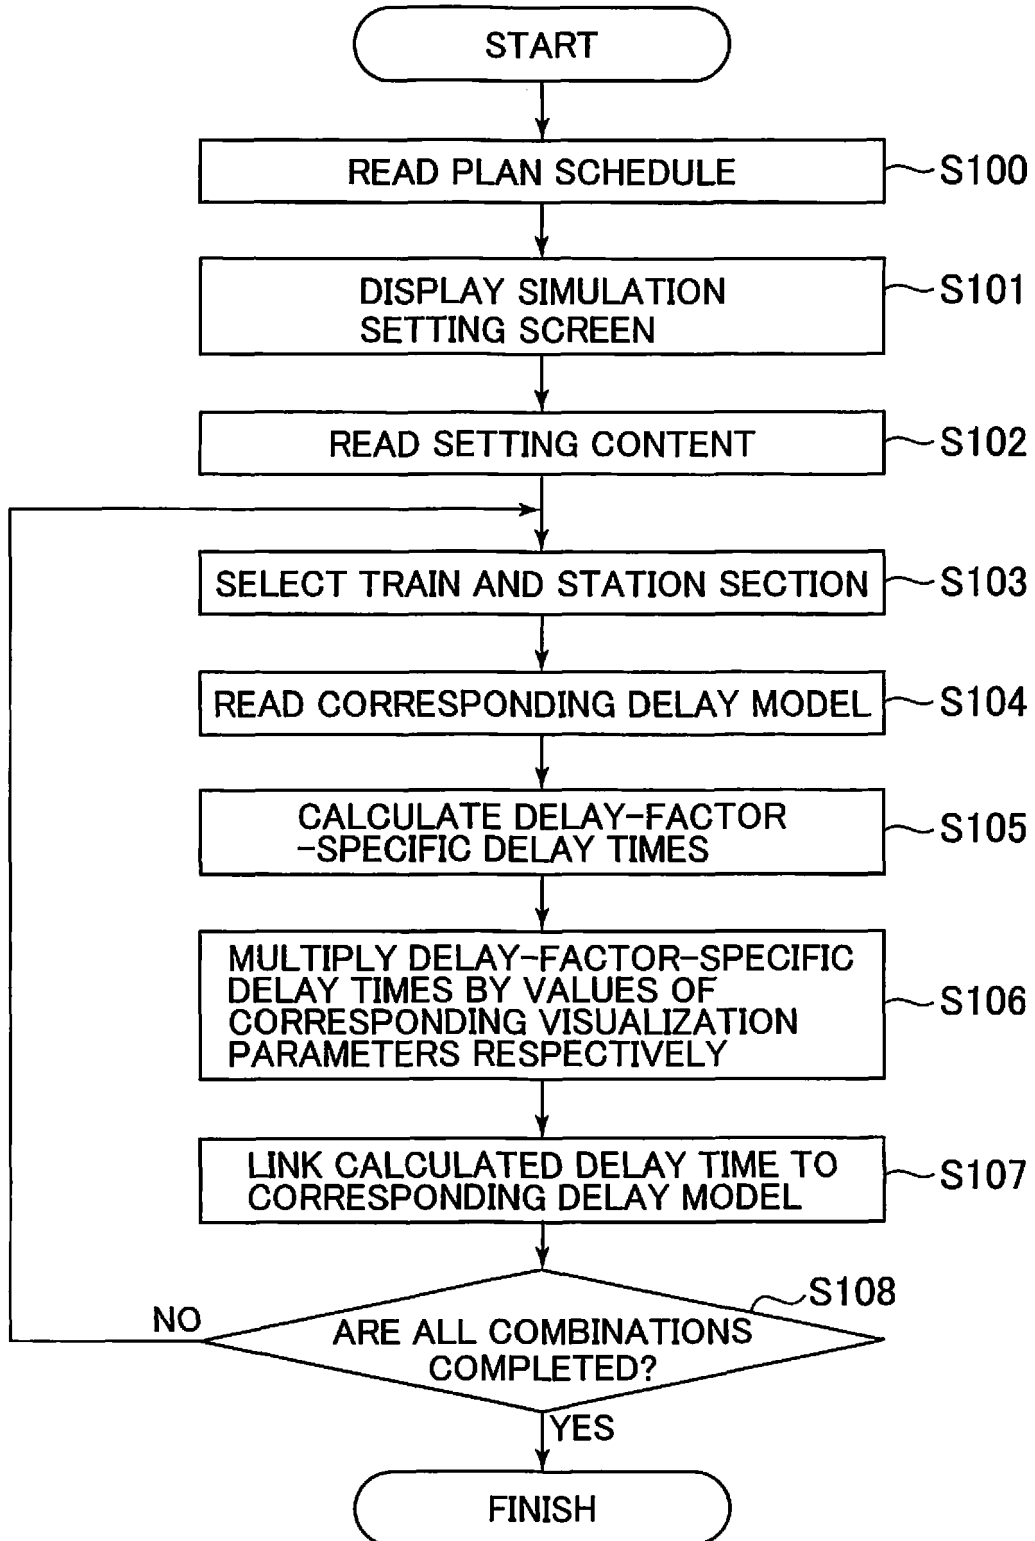 START
READ PLAN SCHEDULE
S100
DISPLAY SIMULATION
SETTING SCREEN
S101
READ SETTING CONTENT
S102
SELECT TRAIN AND STATION SECTION
S103
READ CORRESPONDING DELAY MODEL
S104
CALCULATE DELAY-FACTOR
-SPECIFIC DELAY TIMES
S105
MULTIPLY DELAY-FACTOR-SPECIFIC
DELAY TIMES BY VALUES OF
CORRESPONDING VISUALIZATION
PARAMETERS RESPECTIVELY
S106
LINK CALCULATED DELAY TIME TO
CORRESPONDING DELAY MODEL
S107
S108
NO
ARE ALL COMBINATIONS
COMPLETED?
YES
FINISH